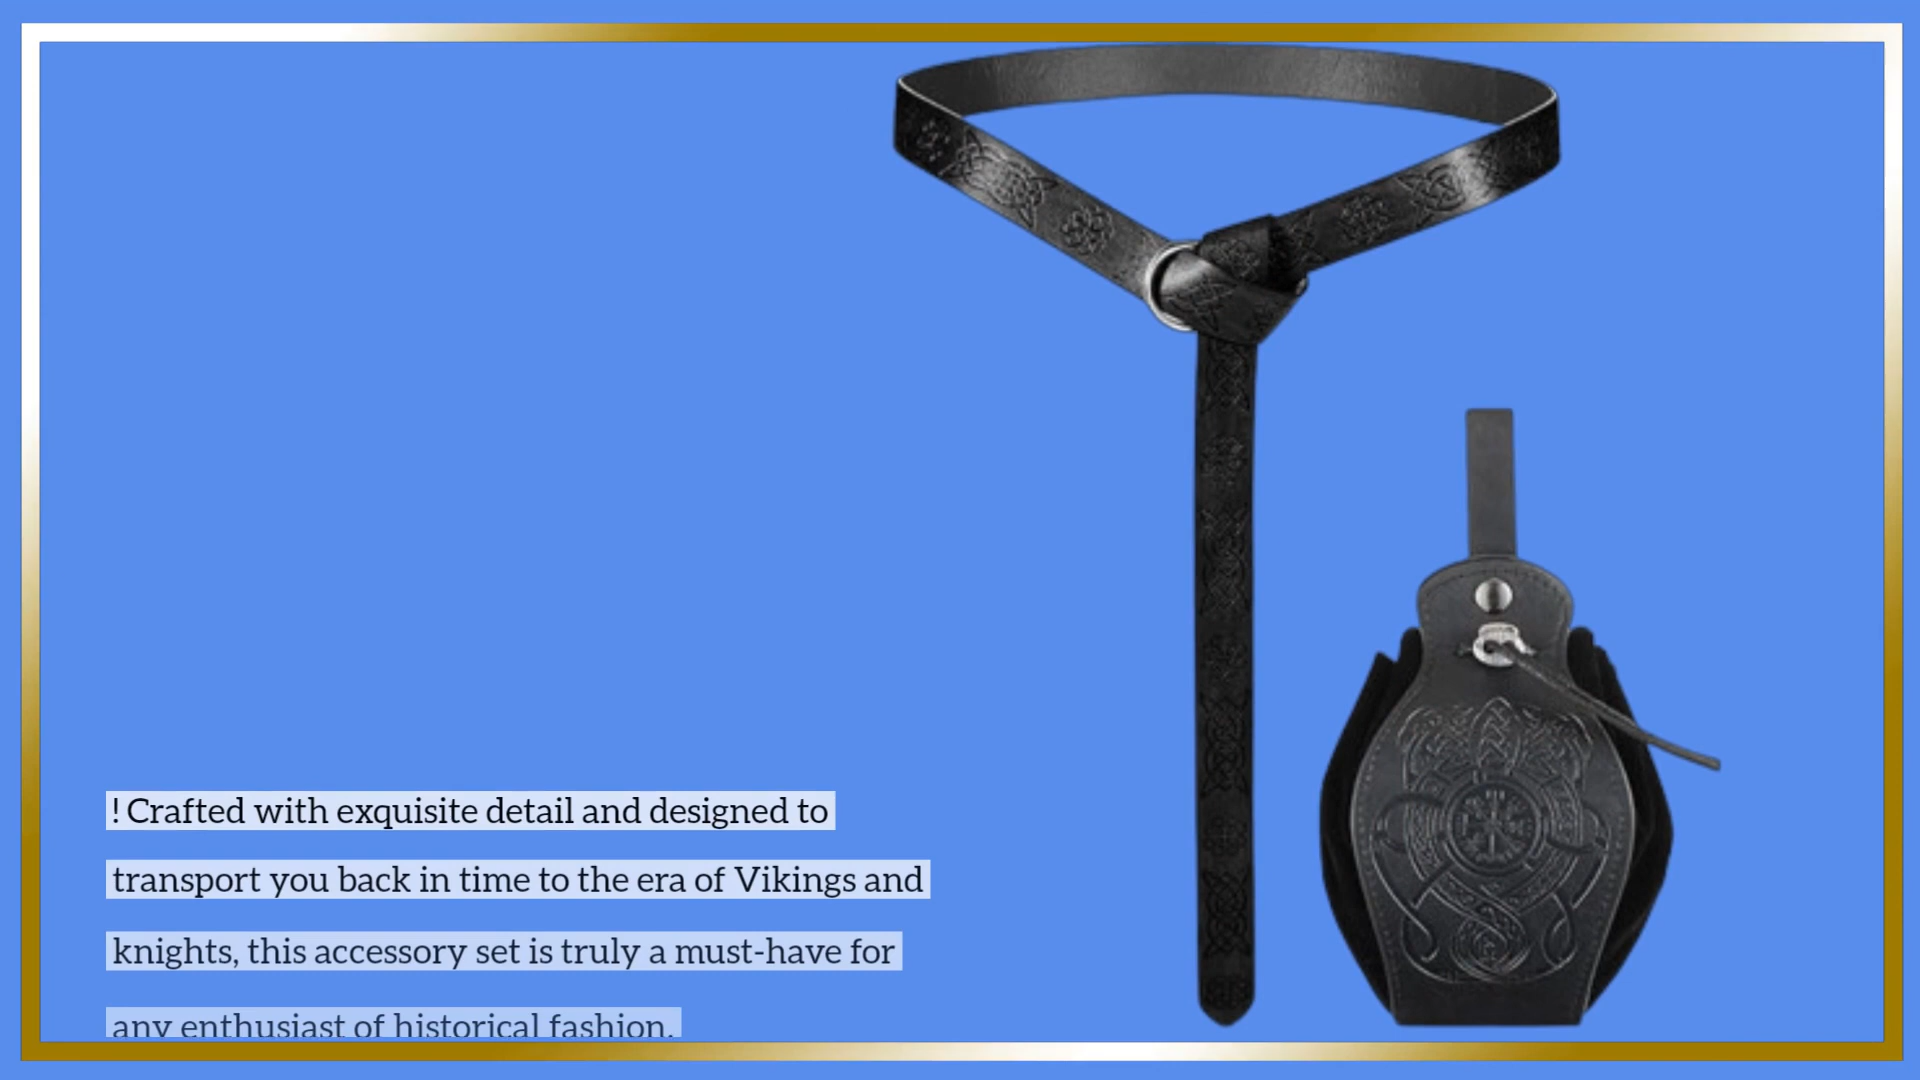 ! Crafted with exquisite detail and designed to
transport you back in time to the era of Vikings and
knights, this accessory set is truly a must-have for
any enthusiast of historical fashion.